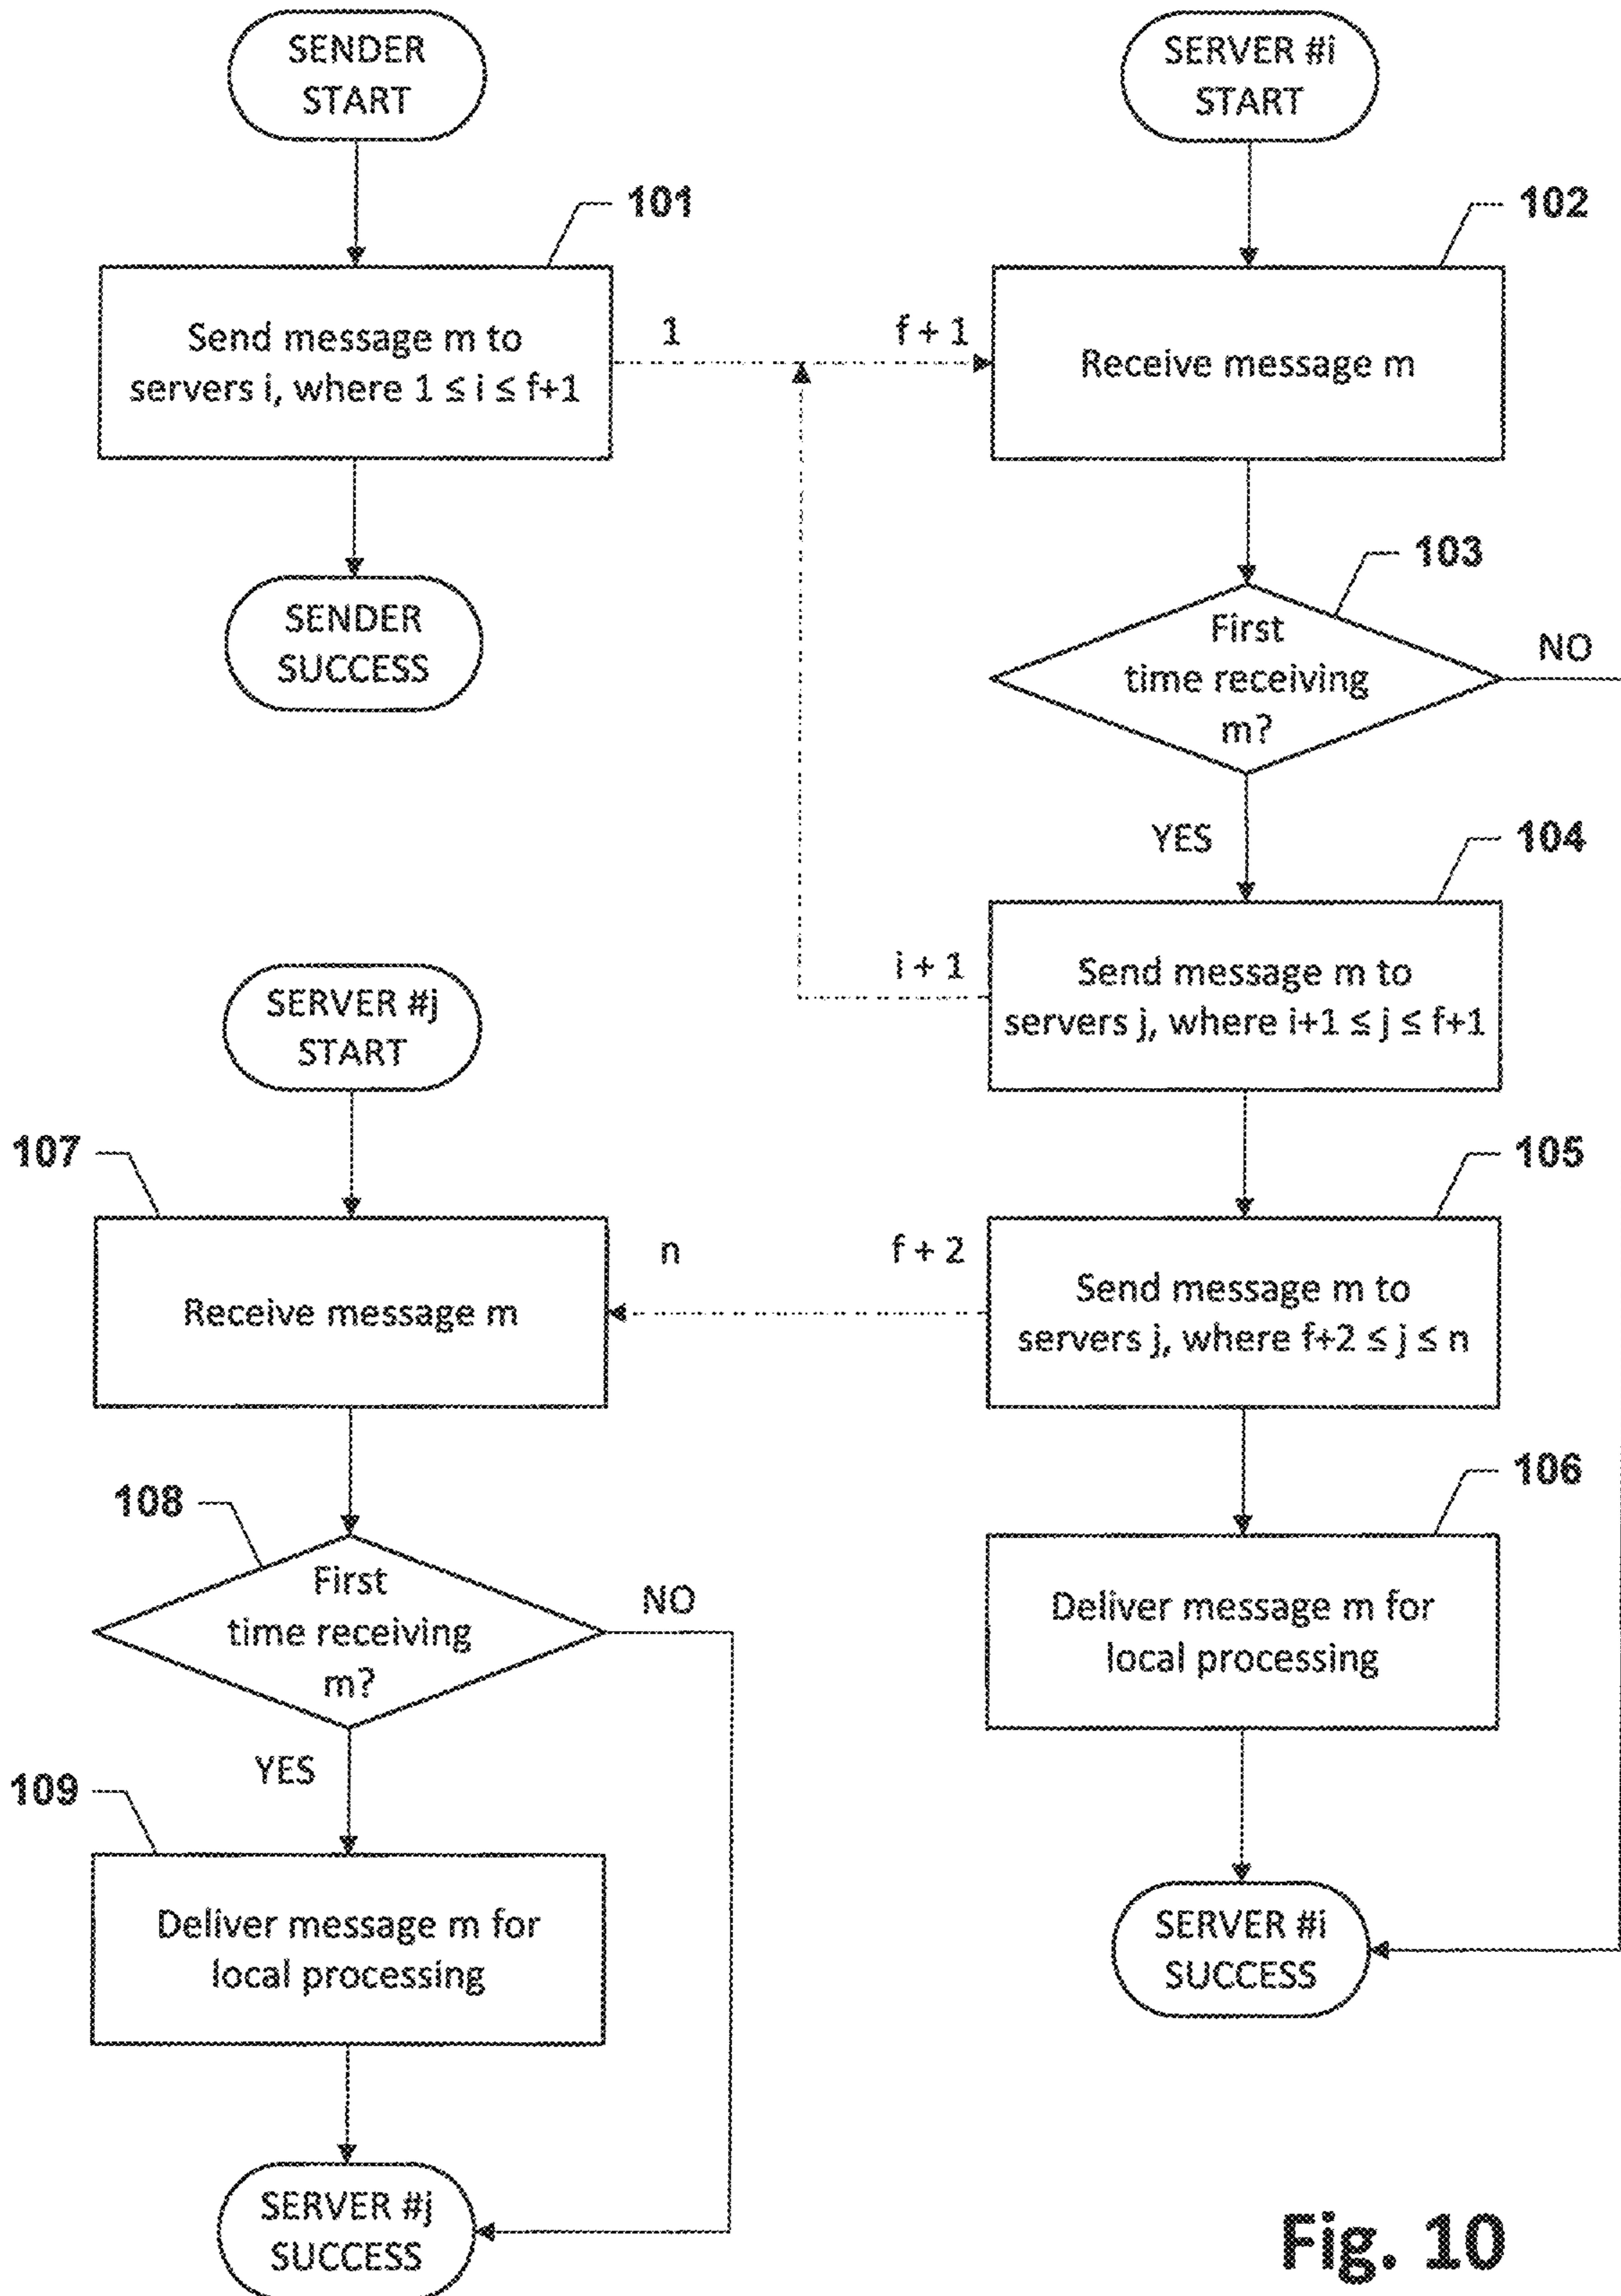 SENDER
START
101
Send message m to
servers i, where 1 ≤ i ≤ f+1
SENDER
SUCCESS
1
f + 1
SERVER #i
START
102
Receive message m
103
First
time receiving
m?
NO
YES
104
i + 1
Send message m to
servers j, where i+1 ≤ j ≤ f+1
105
f + 2
n
Send message m to
servers j, where f+2 ≤ j ≤ n
106
Deliver message m for
local processing
SERVER #i
SUCCESS
SERVER #j
START
107
Receive message m
108
First
time receiving
m?
NO
YES
109
Deliver message m for
local processing
SERVER #j
SUCCESS
Fig. 10